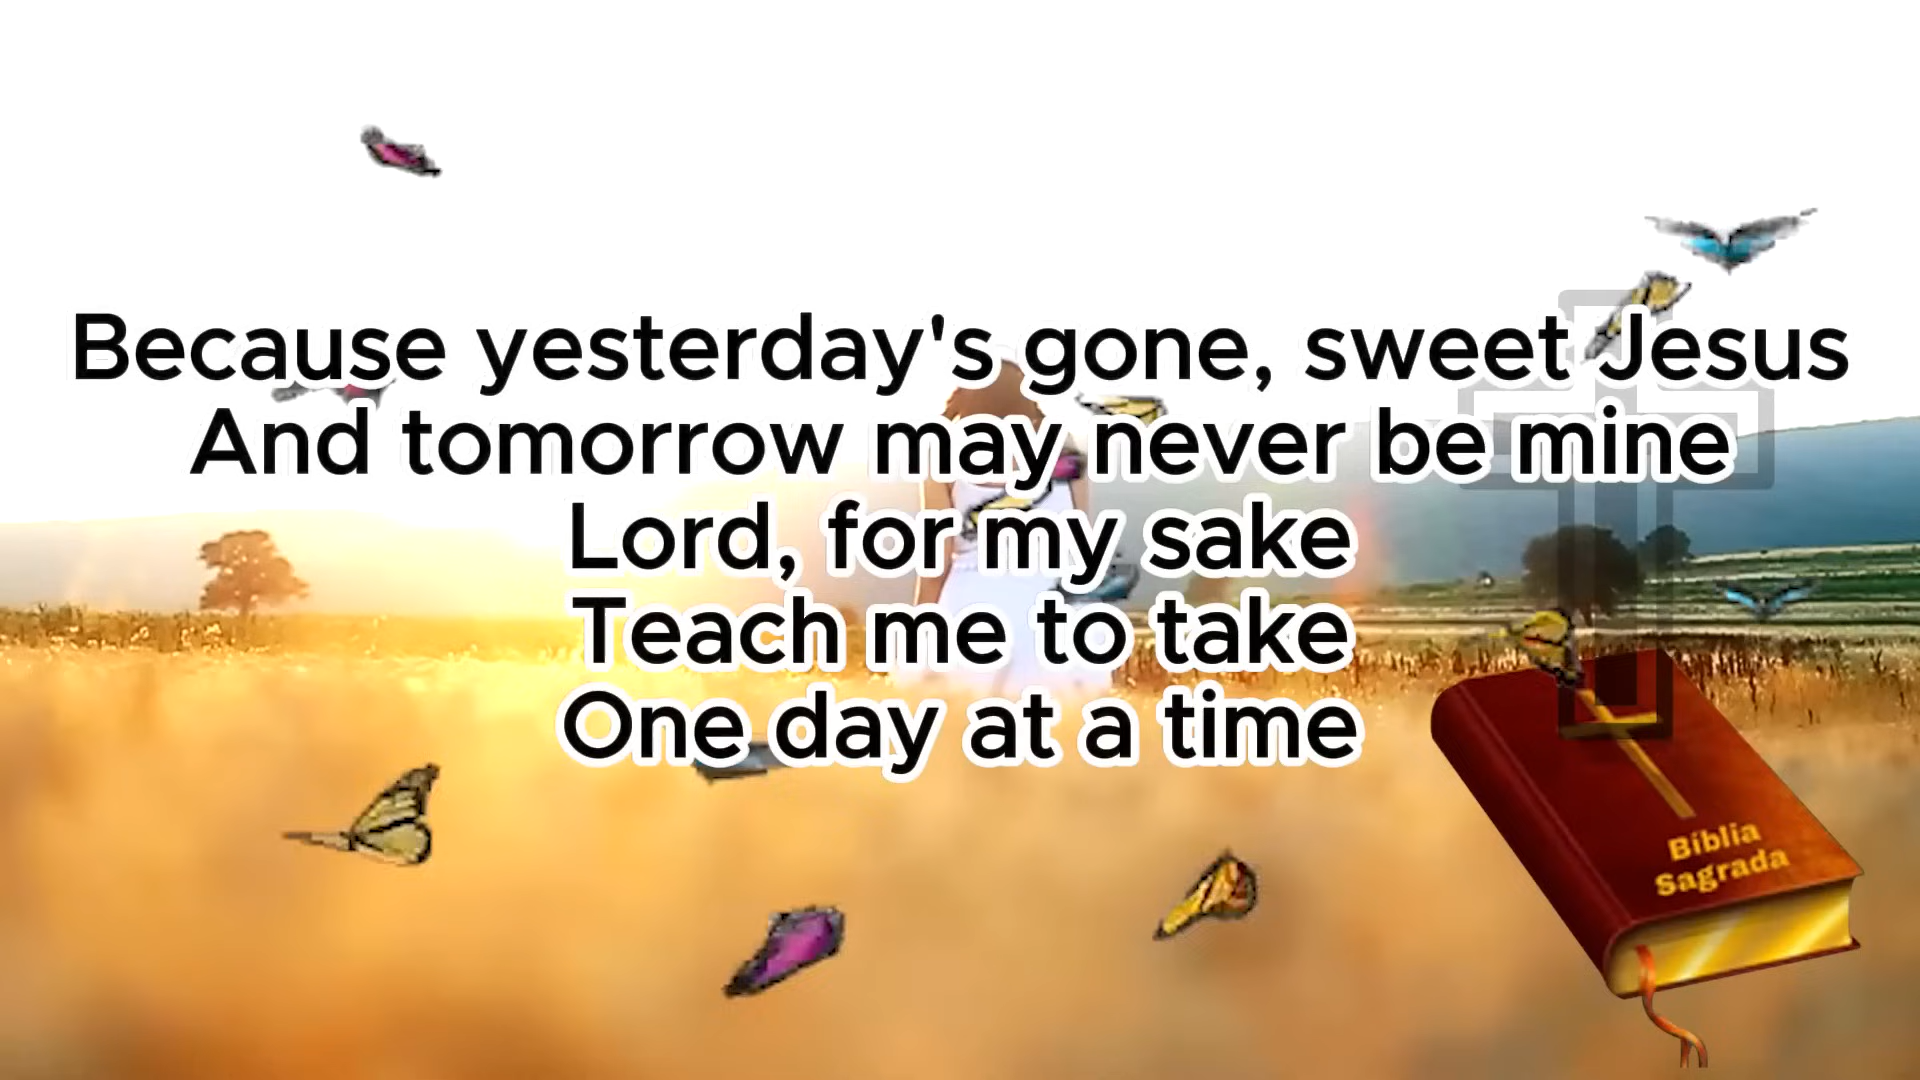 Because yesterday's gone, sweet Jesus
And tomorrow may never be mine
Lord, for my sake
Teach me to take
One day at a time
Bíblia
Sagrada